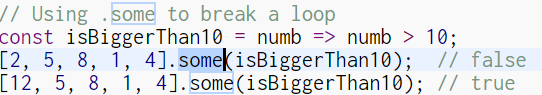 // Using .some to break a loop
const isBiggerThan10 = numb => numb > 10;
[2, 5, 8, 1, 4].some(isBiggerThan10);  // false
[12, 5, 8, 1, 4].some(isBiggerThan10); // true